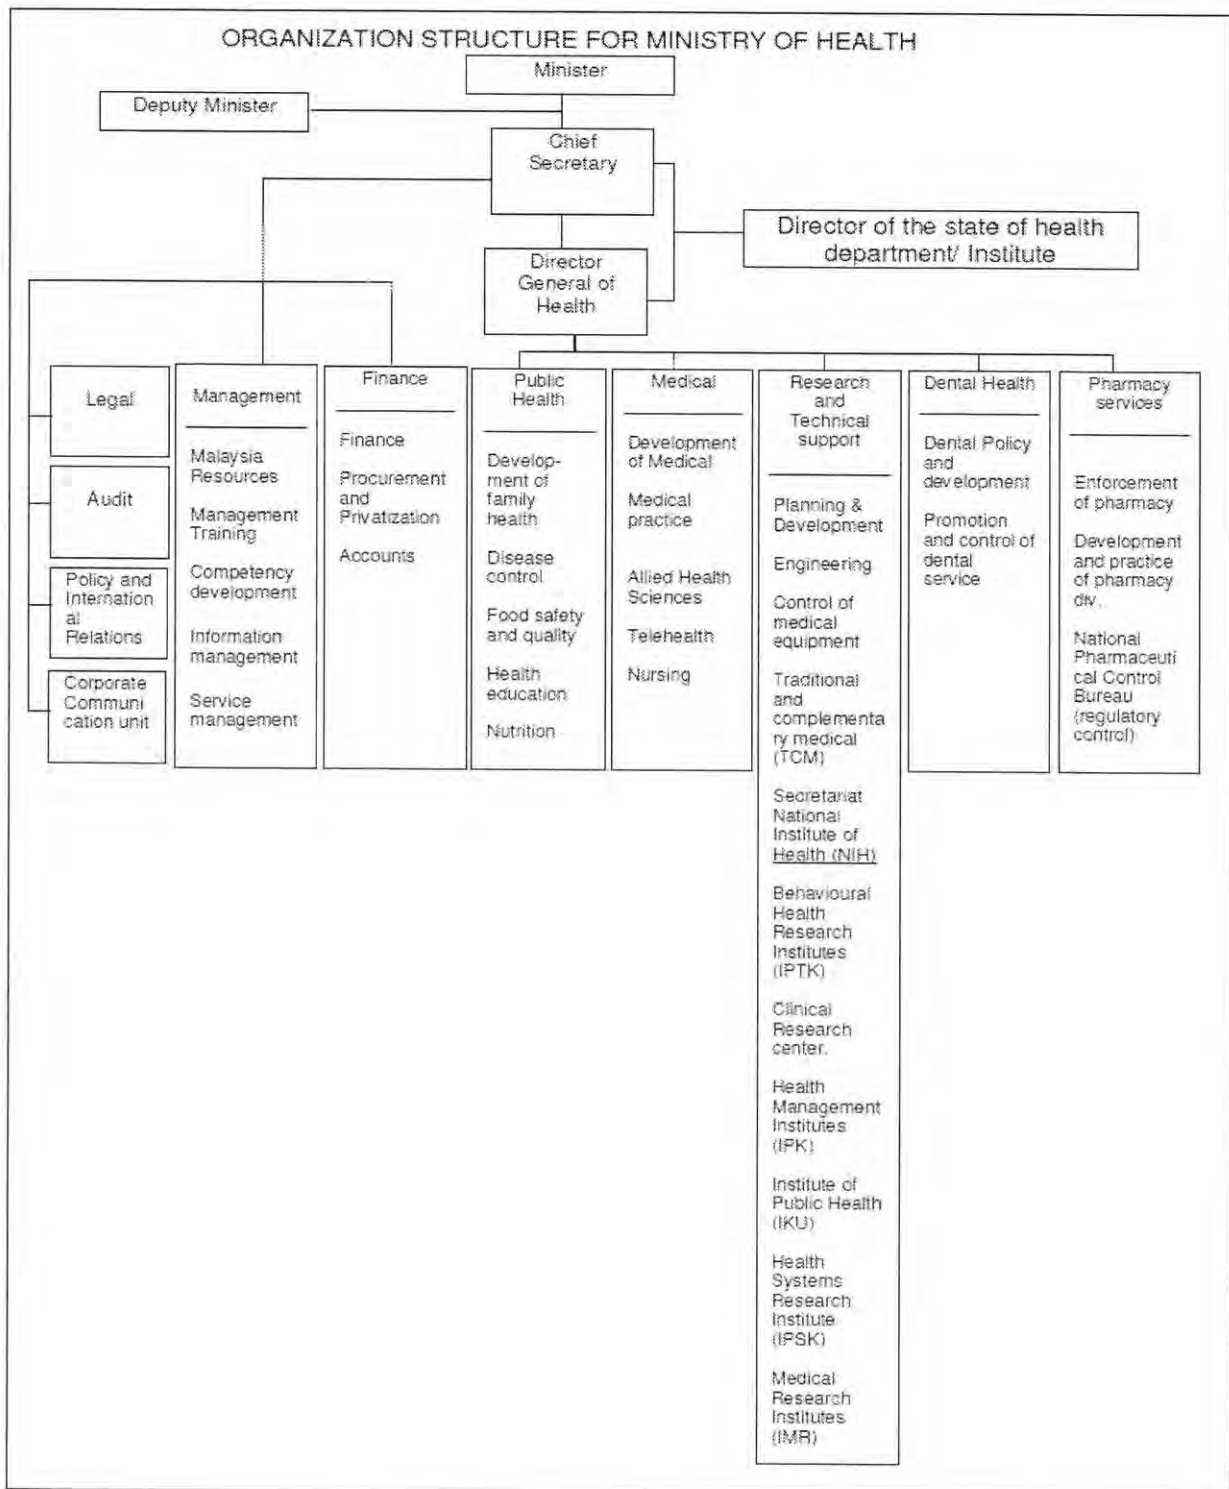 ORGANIZATION STRUCTURE FOR MINISTRY OF HEALTH
Minister
Deputy Minister
Chief
Secretary
Director of the state of health
department/ Institute
Director
General of
Health
Legal
Audit
Policy and
Internation
al
Relations
Corporate
Communi
cation unit
Management
Malaysia
Resources
Management
Training
Competency
development
Information
management
Service
management
Finance
Finance
Procurement
and
Privatization
Accounts
Public
Health
Develop-
ment of
family
health
Disease
control
Food safety
and quality
Health
education
Nutrition
Medical
Development
of Medical
Medical
practice
Allied Health
Sciences
Telehealth
Nursing
Research
and
Technical
support
Planning &
Development
Engineering
Control of
medical
equipment
Traditional
and
complementa
ry medical
(TCM)
Secretariat
National
Institute of
Health (NIH)
Behavioural
Health
Research
Institutes
(IPTK)
Clinical
Research
center.
Health
Management
Institutes
(IPK)
Institute of
Public Health
(IKU)
Health
Systems
Research
Institute
(IPSK)
Medical
Research
Institutes
(IMR)
Dental Health
Dental Policy
and
development
Promotion
and control of
dental
service
Pharmacy
services
Enforcement
of pharmacy
Development
and practice
of pharmacy
div.
National
Pharmaceuti
cal Control
Bureau
(regulatory
control)